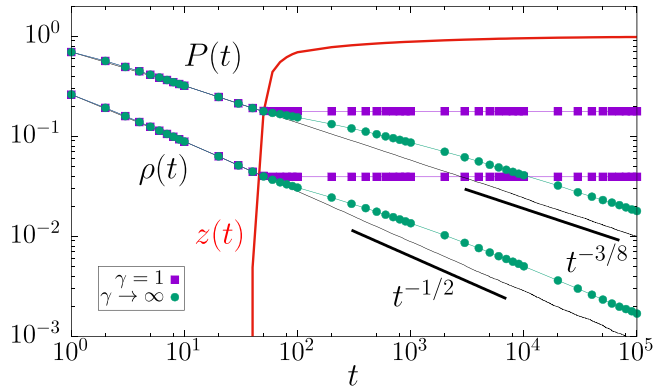 10^0
10^{-1}
10^{-2}
10^{-3}
P(t)
ρ(t)
z(t)
t^{-3/8}
t^{-1/2}
γ = 1
γ → ∞
10^0 10^1 10^2 10^3 10^4 10^5
t